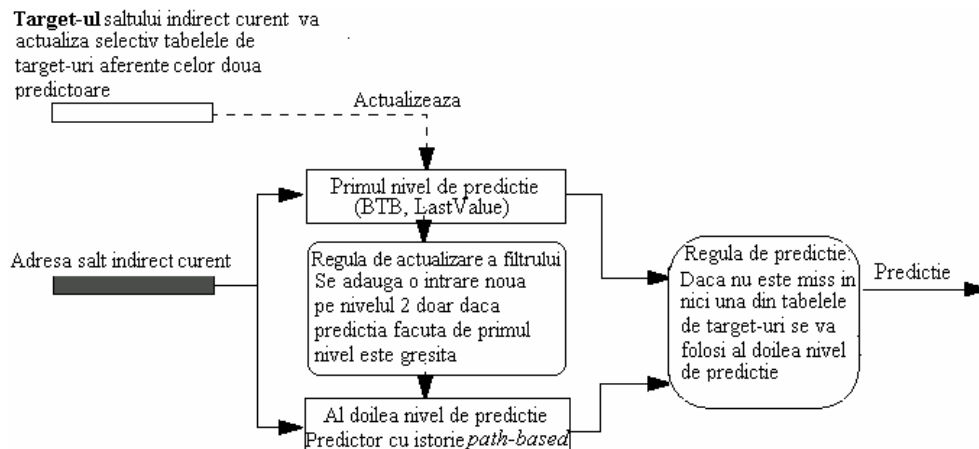 Target-ul saltului indirect curent va
actualiza selectiv tabelele de
target-uri aferente celor doua
predictoare
Actualizeaza
Primul nivel de predictie
(BTB, LastValue)
Adresa salt indirect curent
Regula de actualizare a filtrului
Se adauga o intrare noua
pe nivelul 2 doar daca
predictia facuta de primul
nivel este gresita
Regula de predictie:
Daca nu este miss in
nici una din tabelele
de target-uri se va
folosi al doilea nivel
de predictie
Predictie
Al doilea nivel de predictie
Predictor cu istorie path-based